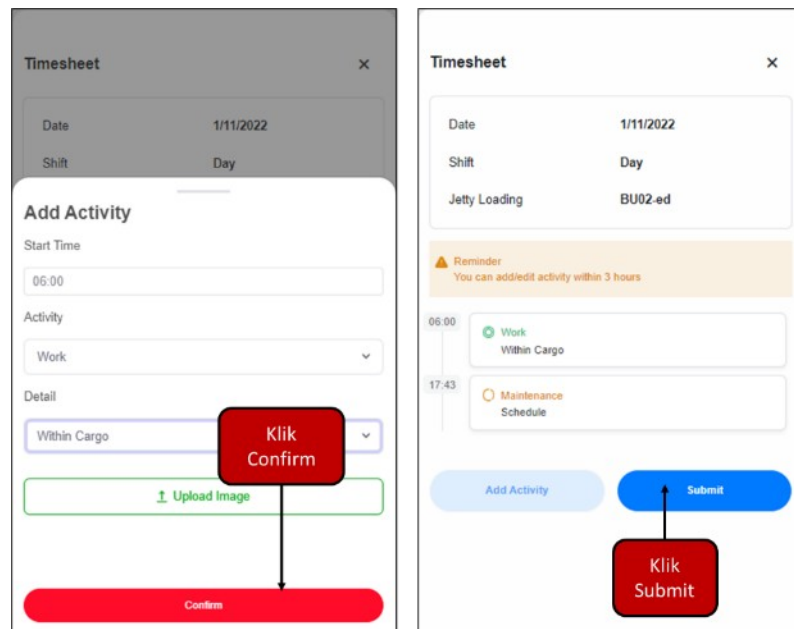 Timesheet ×
Date 1/11/2022
Shift Day
Add Activity
Start Time
06:00
Activity
Work
Detail
Within Cargo
Klik
Confirm
Upload Image
Confirm
Timesheet ×
Date 1/11/2022
Shift Day
Jetty Loading BU02-ed
Reminder
You can add/edit activity within 3 hours
06:00
Work
Within Cargo
17:43
Maintenance
Schedule
Add Activity
Submit
Klik
Submit